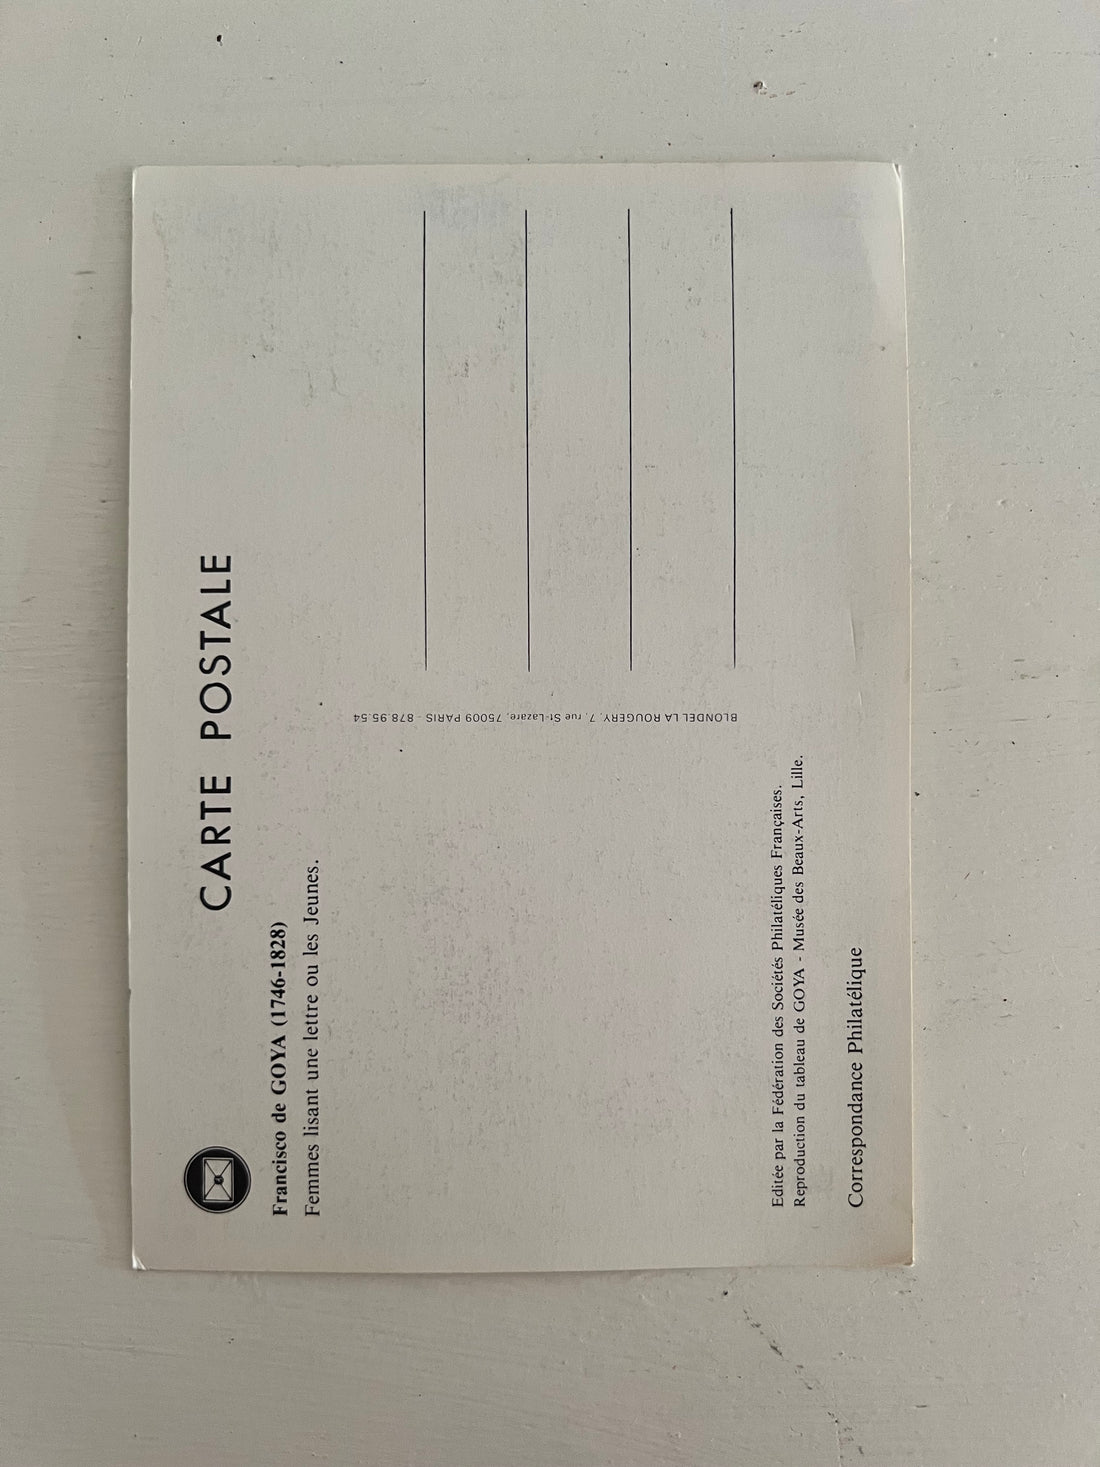 CARTE POSTALE
Francisco de GOYA (1746-1828)
Femmes lisant une lettre ou les Jeunes.
BLONDEL LA ROUGERY, 7, rue St-Lazare, 75009 PARIS - 878.95.54
Editée par la Fédération des Sociétés Philatéliques Françaises.
Reproduction du tableau de GOYA - Musée des Beaux-Arts, Lille.
Correspondance Philatélique